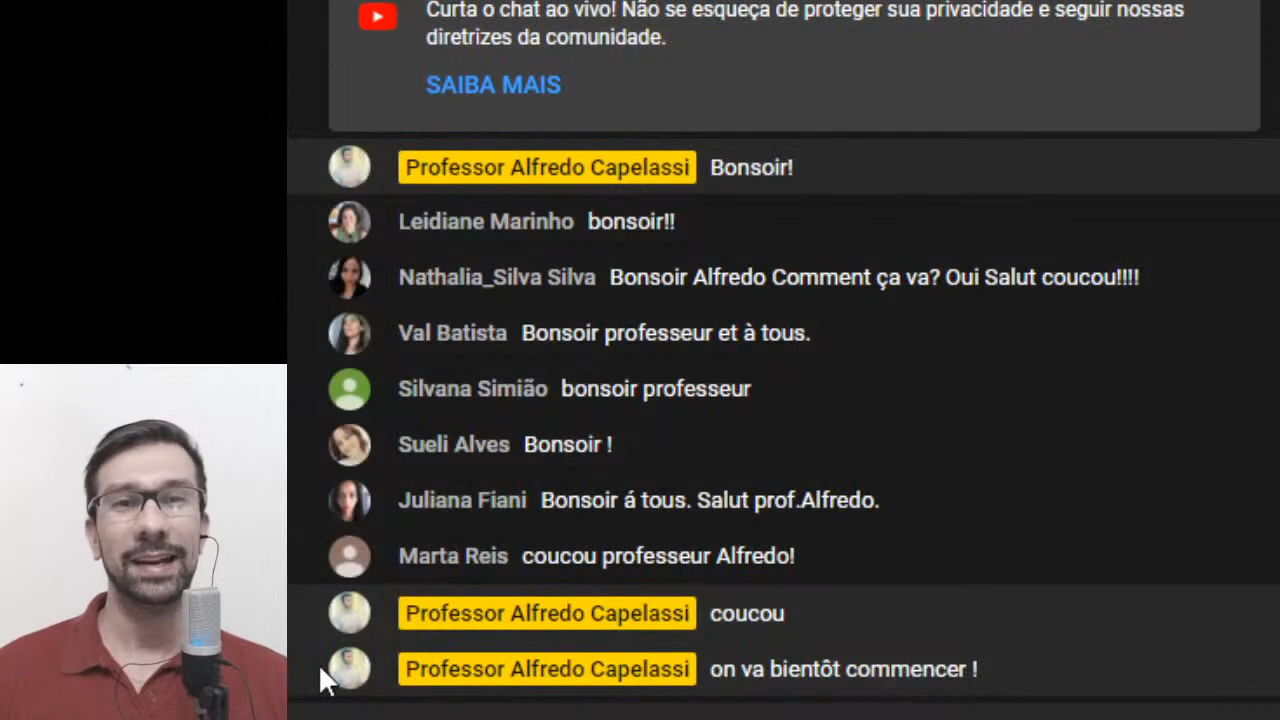 Curta o chat ao vivo! Não se esqueça de proteger sua privacidade e seguir nossas
diretrizes da comunidade.
SAIBA MAIS
Professor Alfredo Capelassi Bonsoir!
Leidiane Marinho bonsoir!!
Nathalia_Silva Silva Bonsoir Alfredo Comment ça va? Oui Salut coucou!!!!
Val Batista Bonsoir professeur et à tous.
Silvana Simião bonsoir professeur
Sueli Alves Bonsoir !
Juliana Fiani Bonsoir á tous. Salut prof.Alfredo.
Marta Reis coucou professeur Alfredo!
Professor Alfredo Capelassi coucou
Professor Alfredo Capelassi on va bientôt commencer !